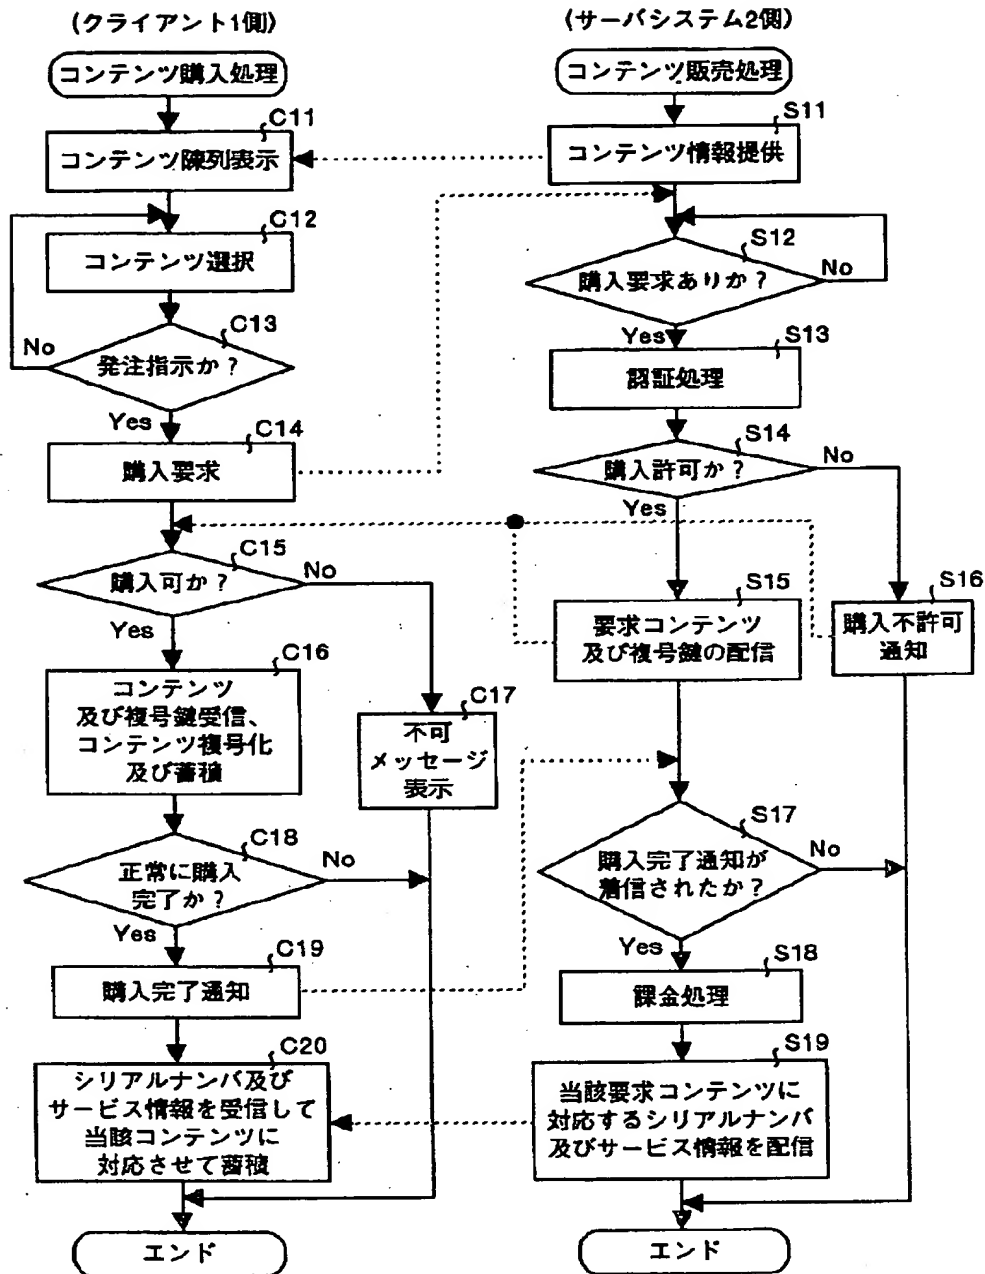 (クライアント1側)
コンテンツ購入処理
C11
コンテンツ陳列表示
C12
コンテンツ選択
C13
発注指示か?
No
Yes
C14
購入要求
C15
購入可か?
No
Yes
C16
コンテンツ
及び複号鍵受信、
コンテンツ複号化
及び蓄積
C17
不可
メッセージ
表示
C18
正常に購入
完了か?
No
Yes
C19
購入完了通知
C20
シリアルナンバ及び
サービス情報を受信して
当該コンテンツに
対応させて蓄積
エンド
(サーバシステム2側)
コンテンツ販売処理
S11
コンテンツ情報提供
S12
購入要求ありか?
No
Yes
S13
認証処理
S14
購入許可か?
No
Yes
S15
要求コンテンツ
及び複号鍵の配信
S16
購入不許可
通知
S17
購入完了通知が
着信されたか?
No
Yes
S18
課金処理
S19
当該要求コンテンツに
対応するシリアルナンバ
及びサービス情報を配信
エンド